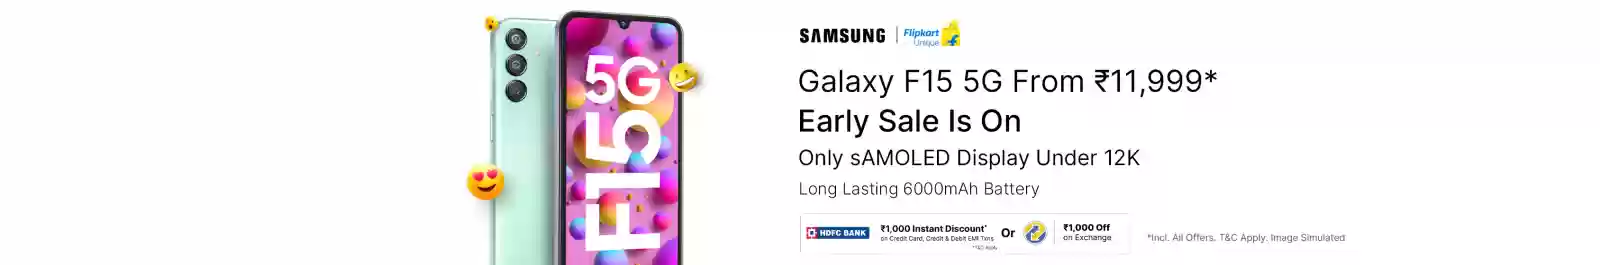 SAMSUNG | Flipkart
Unique
Galaxy F15 5G From ₹11,999*
Early Sale Is On
Only sAMOLED Display Under 12K
Long Lasting 6000mAh Battery
HDFC BANK
₹1,000 Instant Discount*
on Credit Card, Credit & Debit EMI Txns
*T&C Apply
Or
₹1,000 Off
on Exchange
*Incl. All Offers. T&C Apply. Image Simulated
5G
F15